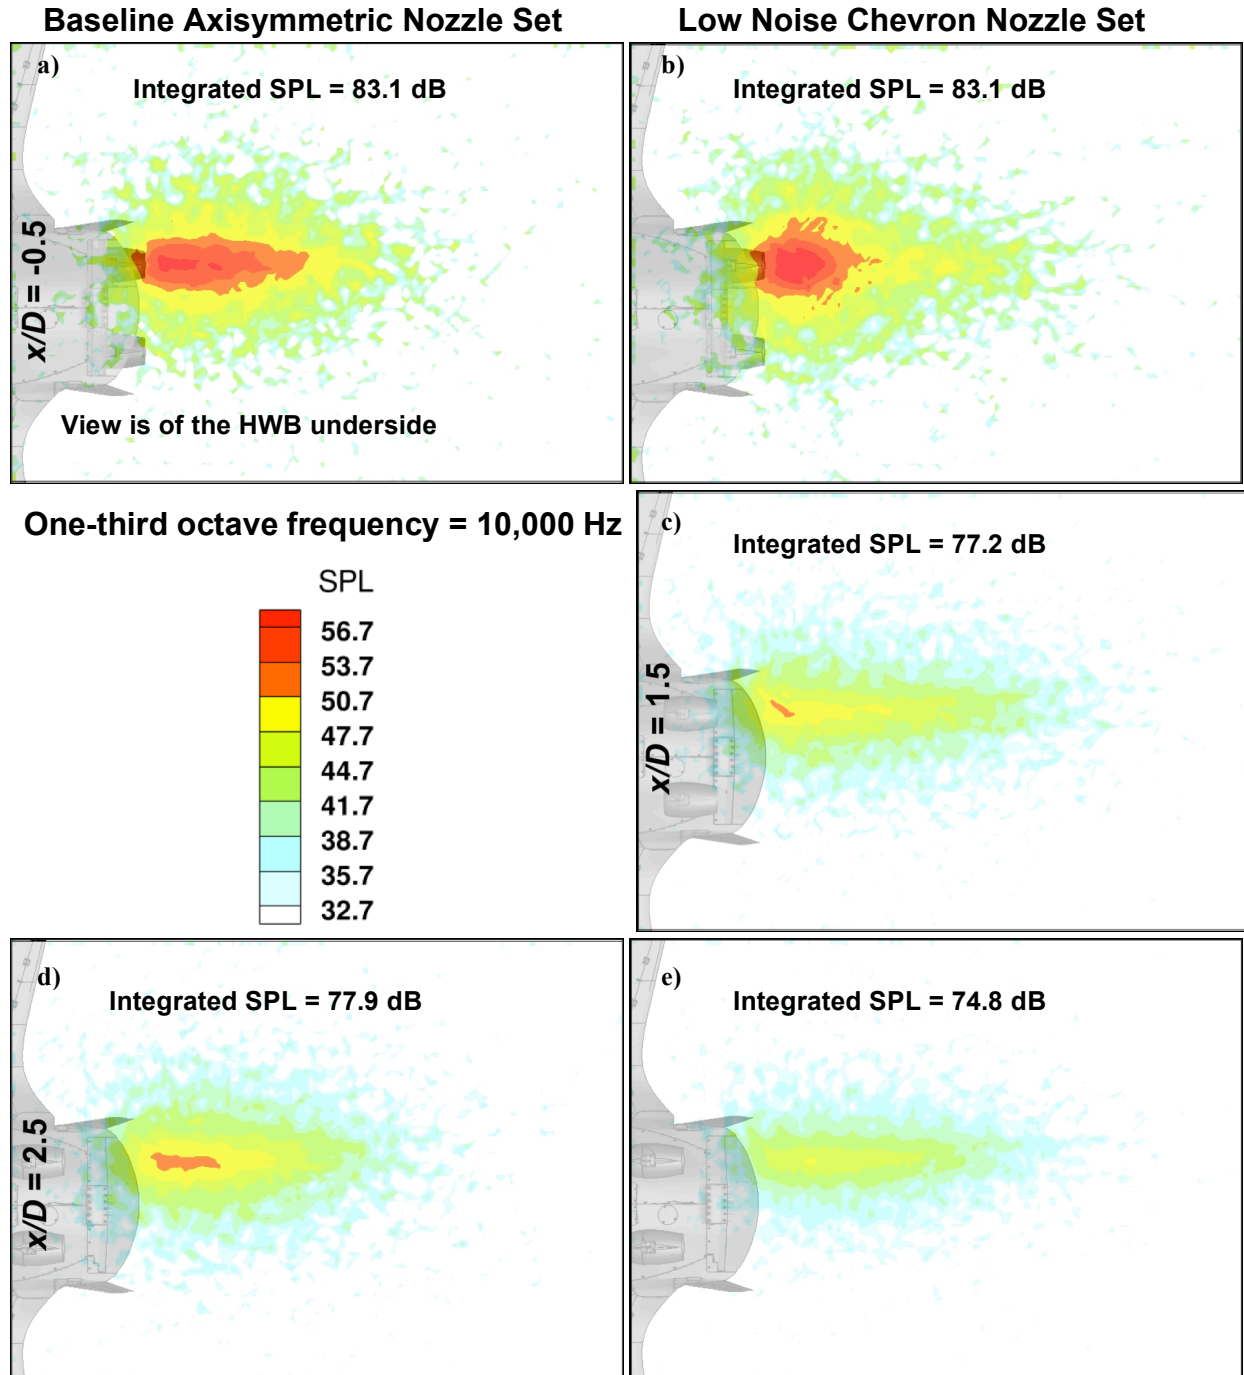 Baseline Axisymmetric Nozzle Set
Low Noise Chevron Nozzle Set
a)
Integrated SPL = 83.1 dB
x/D = -0.5
View is of the HWB underside
b)
Integrated SPL = 83.1 dB
One-third octave frequency = 10,000 Hz
SPL
56.7
53.7
50.7
47.7
44.7
41.7
38.7
35.7
32.7
c)
Integrated SPL = 77.2 dB
x/D = 1.5
d)
Integrated SPL = 77.9 dB
x/D = 2.5
e)
Integrated SPL = 74.8 dB